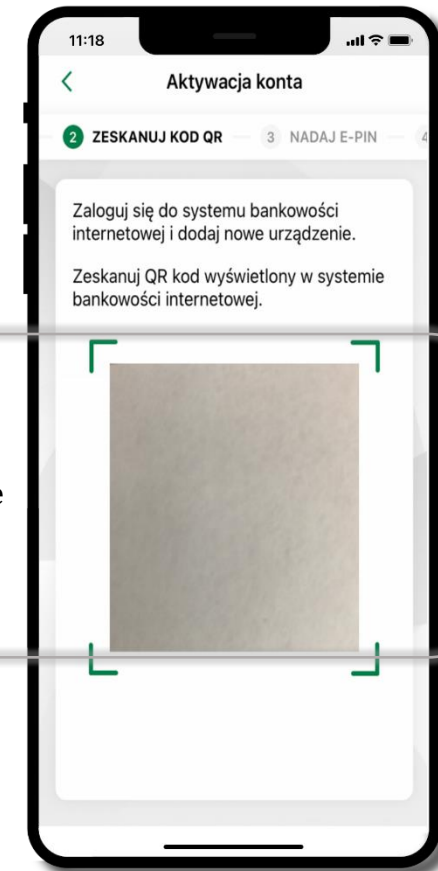 11:18
Aktywacja konta
2 ZESKANUJ KOD QR 3 NADAJ E-PIN 4
Zaloguj się do systemu bankowości
internetowej i dodaj nowe urządzenie.
Zeskanuj QR kod wyświetlony w systemie
bankowości internetowej.
e